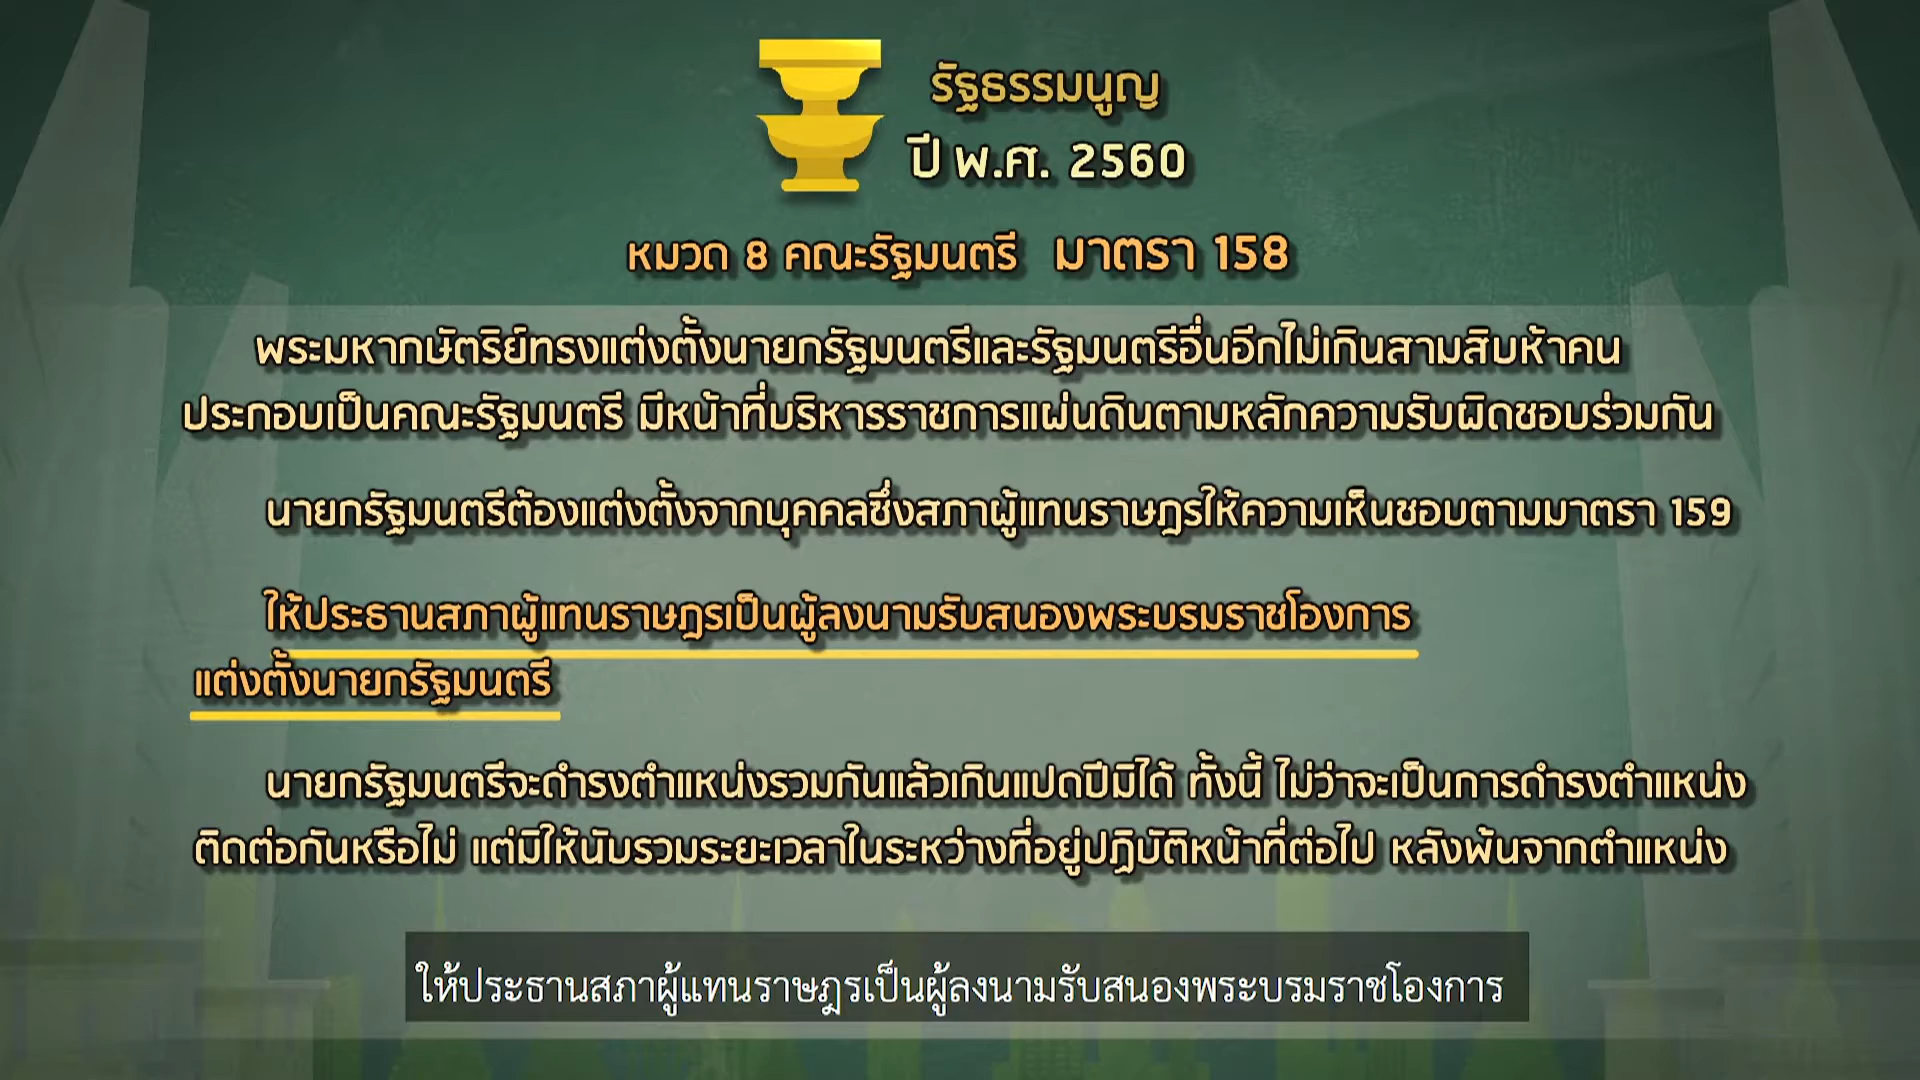 รัฐธรรมนูญ
ปี พ.ศ. 2560
หมวด 8 คณะรัฐมนตรี มาตรา 158
พระมหากษัตริย์ทรงแต่งตั้งนายกรัฐมนตรีและรัฐมนตรีอื่นอีกไม่เกินสามสิบห้าคน
ประกอบเป็นคณะรัฐมนตรี มีหน้าที่บริหารราชการแผ่นดินตามหลักความรับผิดชอบร่วมกัน
นายกรัฐมนตรีต้องแต่งตั้งจากบุคคลซึ่งสภาผู้แทนราษฎรให้ความเห็นชอบตามมาตรา 159
ให้ประธานสภาผู้แทนราษฎรเป็นผู้ลงนามรับสนองพระบรมราชโองการ
แต่งตั้งนายกรัฐมนตรี
นายกรัฐมนตรีจะดำรงตำแหน่งรวมกันแล้วเกินแปดปีมิได้ ทั้งนี้ ไม่ว่าจะเป็นการดำรงตำแหน่ง
ติดต่อกันหรือไม่ แต่มิให้นับรวมระยะเวลาในระหว่างที่อยู่ปฏิบัติหน้าที่ต่อไป หลังพ้นจากตำแหน่ง
ให้ประธานสภาผู้แทนราษฎรเป็นผู้ลงนามรับสนองพระบรมราชโองการ